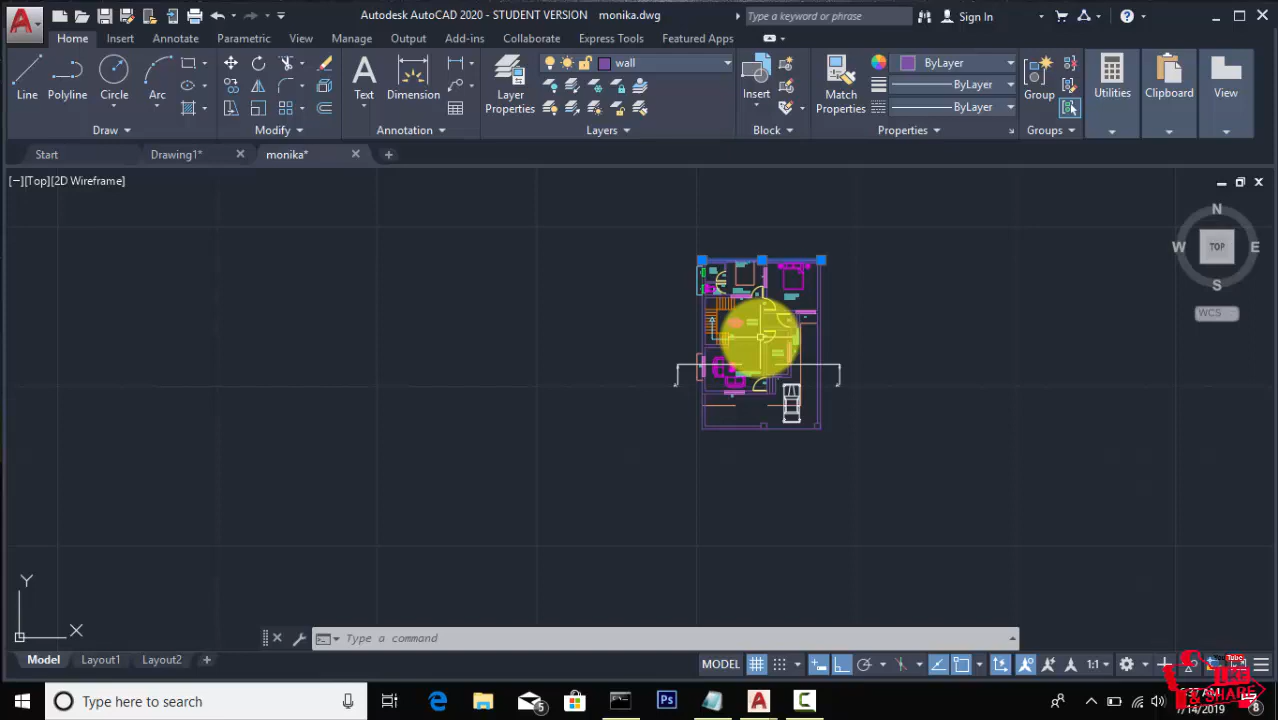 Autodesk AutoCAD 2020 - STUDENT VERSION monika.dwg
Type a keyword or phrase
Sign In
Home Insert Annotate Parametric View Manage Output Add-ins Collaborate Express Tools Featured Apps
Line Polyline Circle Arc
Text Dimension
Layer Properties
wall
Insert
Match Properties
ByLayer
ByLayer
ByLayer
Group
Utilities Clipboard View
Draw Modify Annotation Layers Block Properties Groups
Start Drawing1* monika*
[−][Top][2D Wireframe]
N
W TOP E
S
WCS
Y
X
Type a command
Model Layout1 Layout2
MODEL 1:1
Type here to search
7/14/2019
SHARE